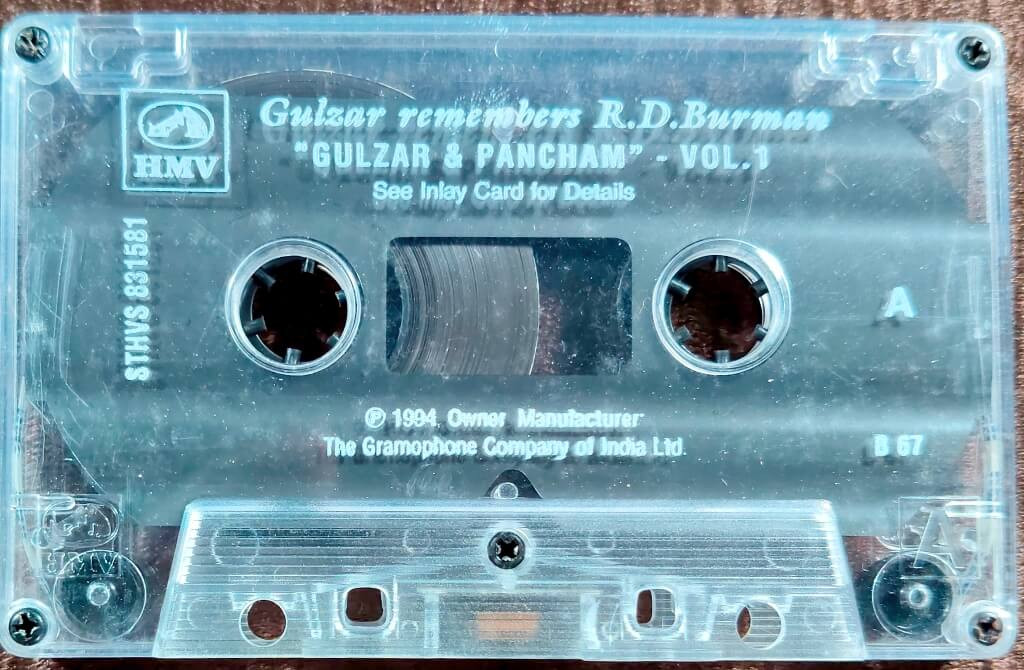 Gulzar remembers R.D.Burman
"GULZAR & PANCHAM" - VOL.1
See Inlay Card for Details
HMV
STHVS 831581
A
℗ 1994. Owner Manufacturer
The Gramophone Company of India Ltd.
B 67
HMV
A